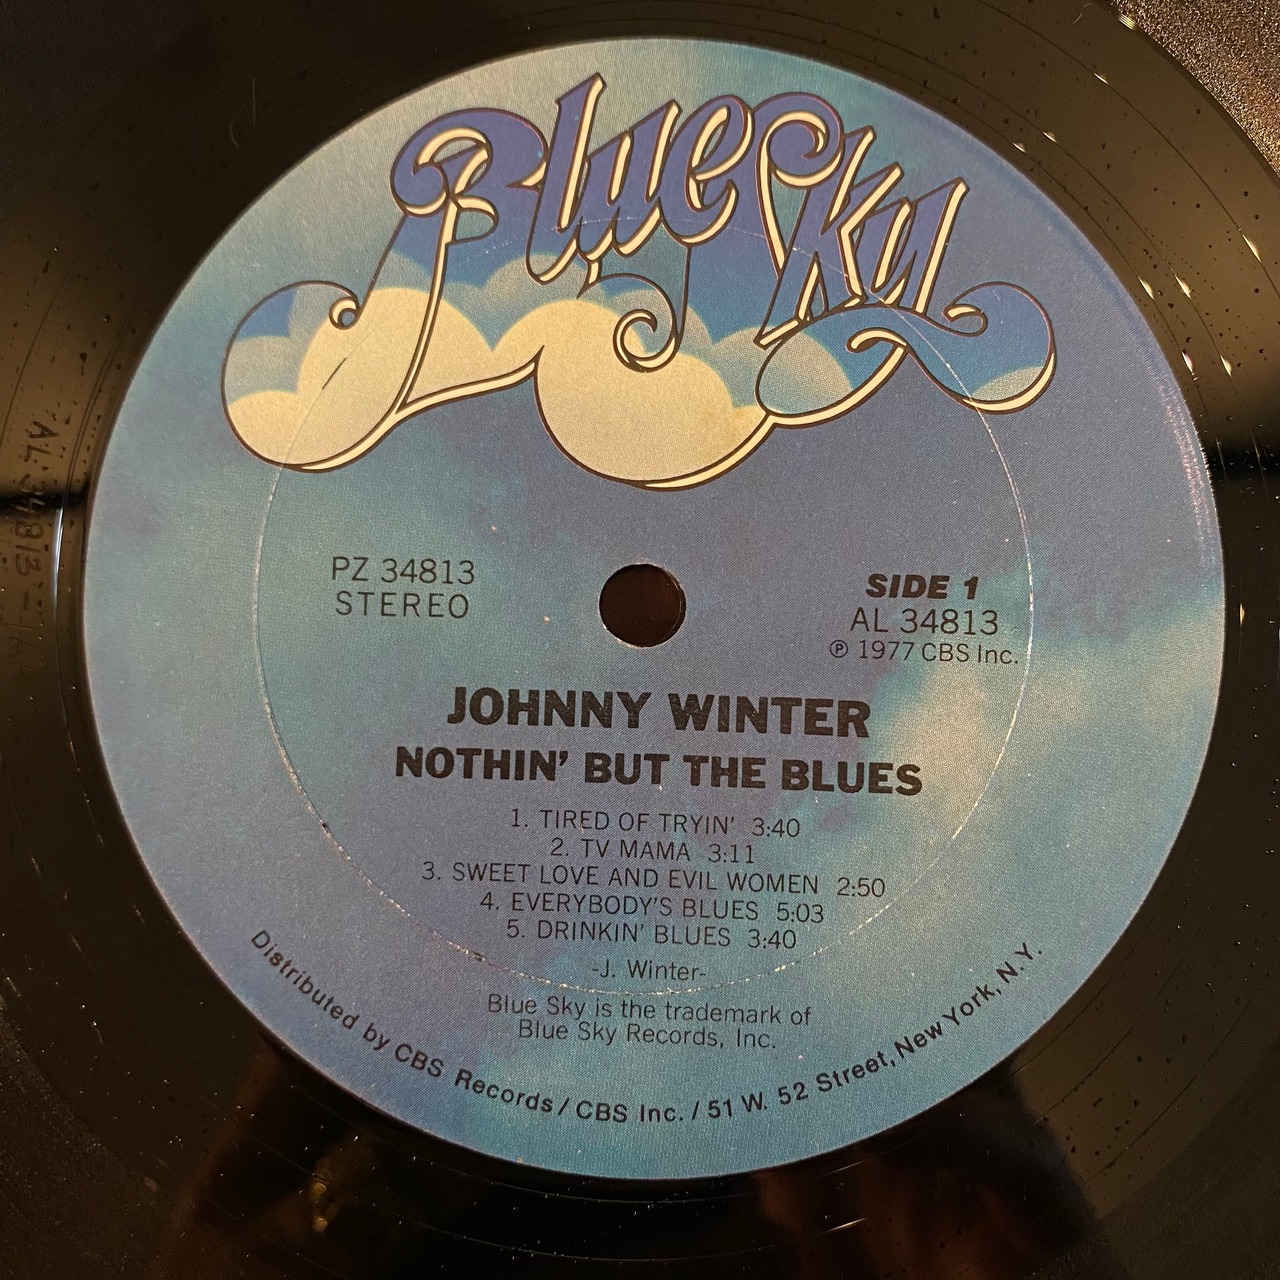 Blue Sky
PZ 34813
STEREO
SIDE 1
AL 34813
℗ 1977 CBS Inc.
JOHNNY WINTER
NOTHIN' BUT THE BLUES
1. TIRED OF TRYIN' 3:40
2. TV MAMA 3:11
3. SWEET LOVE AND EVIL WOMEN 2:50
4. EVERYBODY'S BLUES 5:03
5. DRINKIN' BLUES 3:40
-J. Winter-
Blue Sky is the trademark of
Blue Sky Records, Inc.
Distributed by CBS Records / CBS Inc. / 51 W. 52 Street, New York, N.Y.
AL 34813